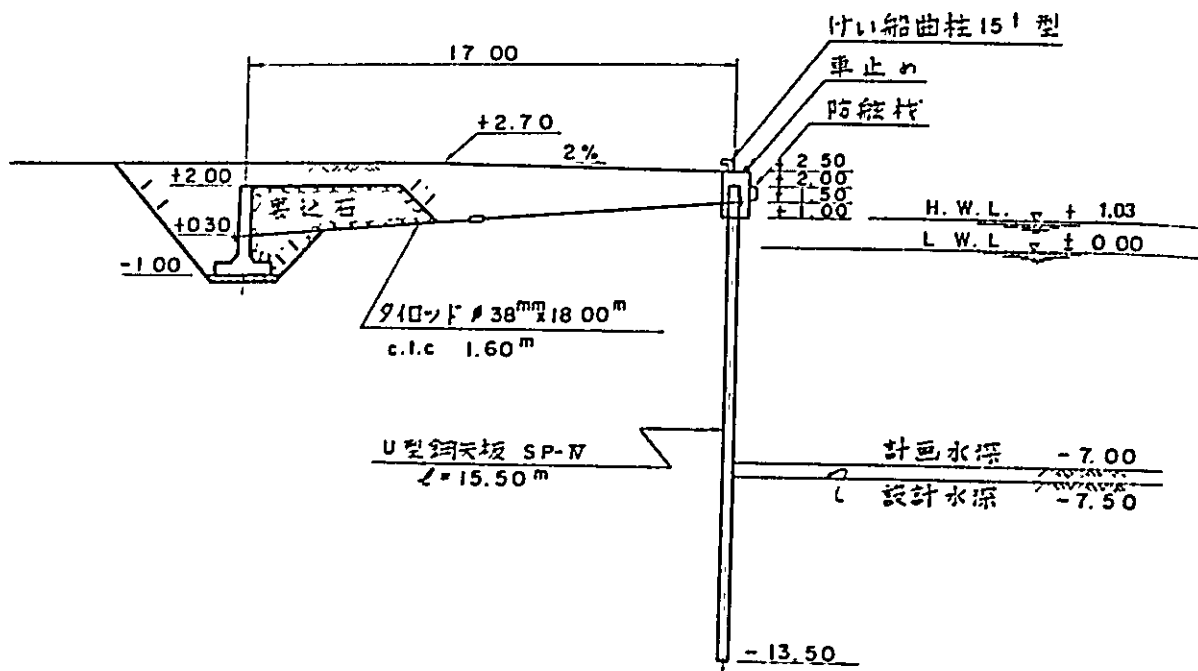 けい船曲柱15t型
17.00
車止め
防舷材
+2.70
2%
+2.50
+2.00
+1.50
+1.00
+2.00
裏込石
+0.30
-1.00
H.W.L. + 1.03
L.W.L ± 0.00
タイロッド φ38mm×18.00m
c.t.c 1.60m
U型鋼矢板 SP-Ⅳ
ℓ=15.50m
計画水深 -7.00
設計水深 -7.50
-13.50